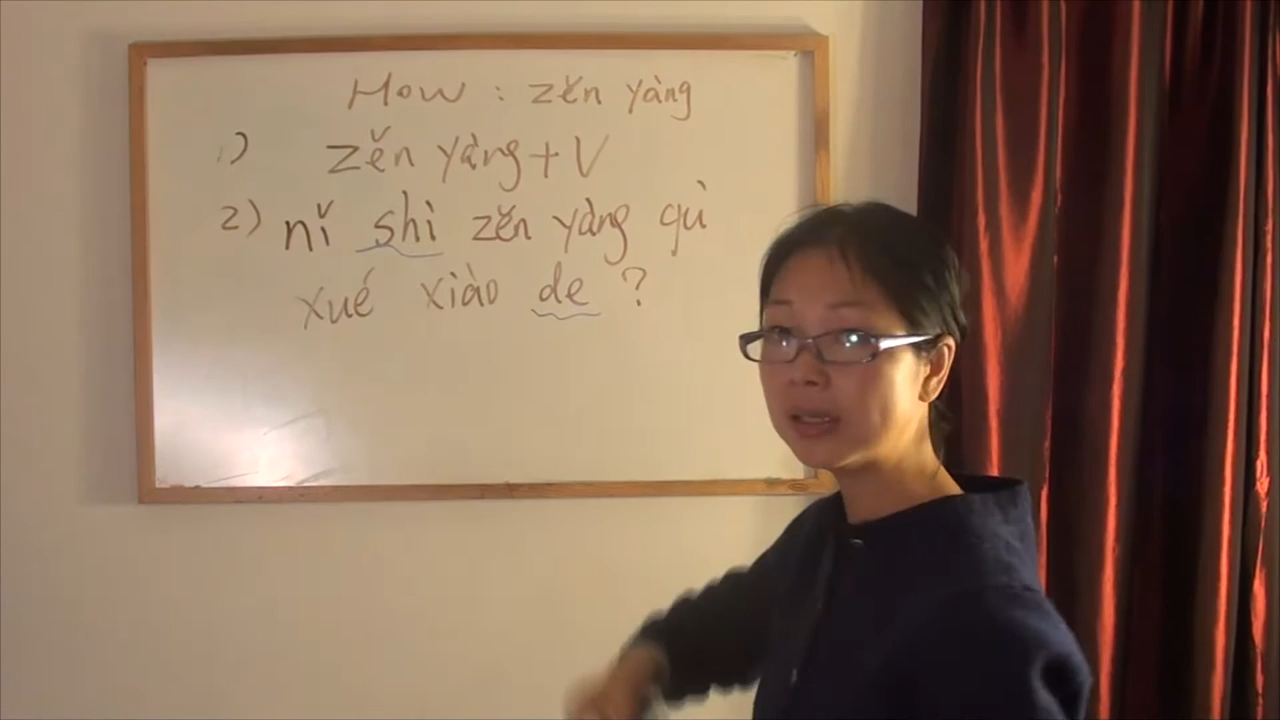 How : zěn yàng
1) zěn yàng + V
2) nǐ shì zěn yàng qù
xué xiào de ?